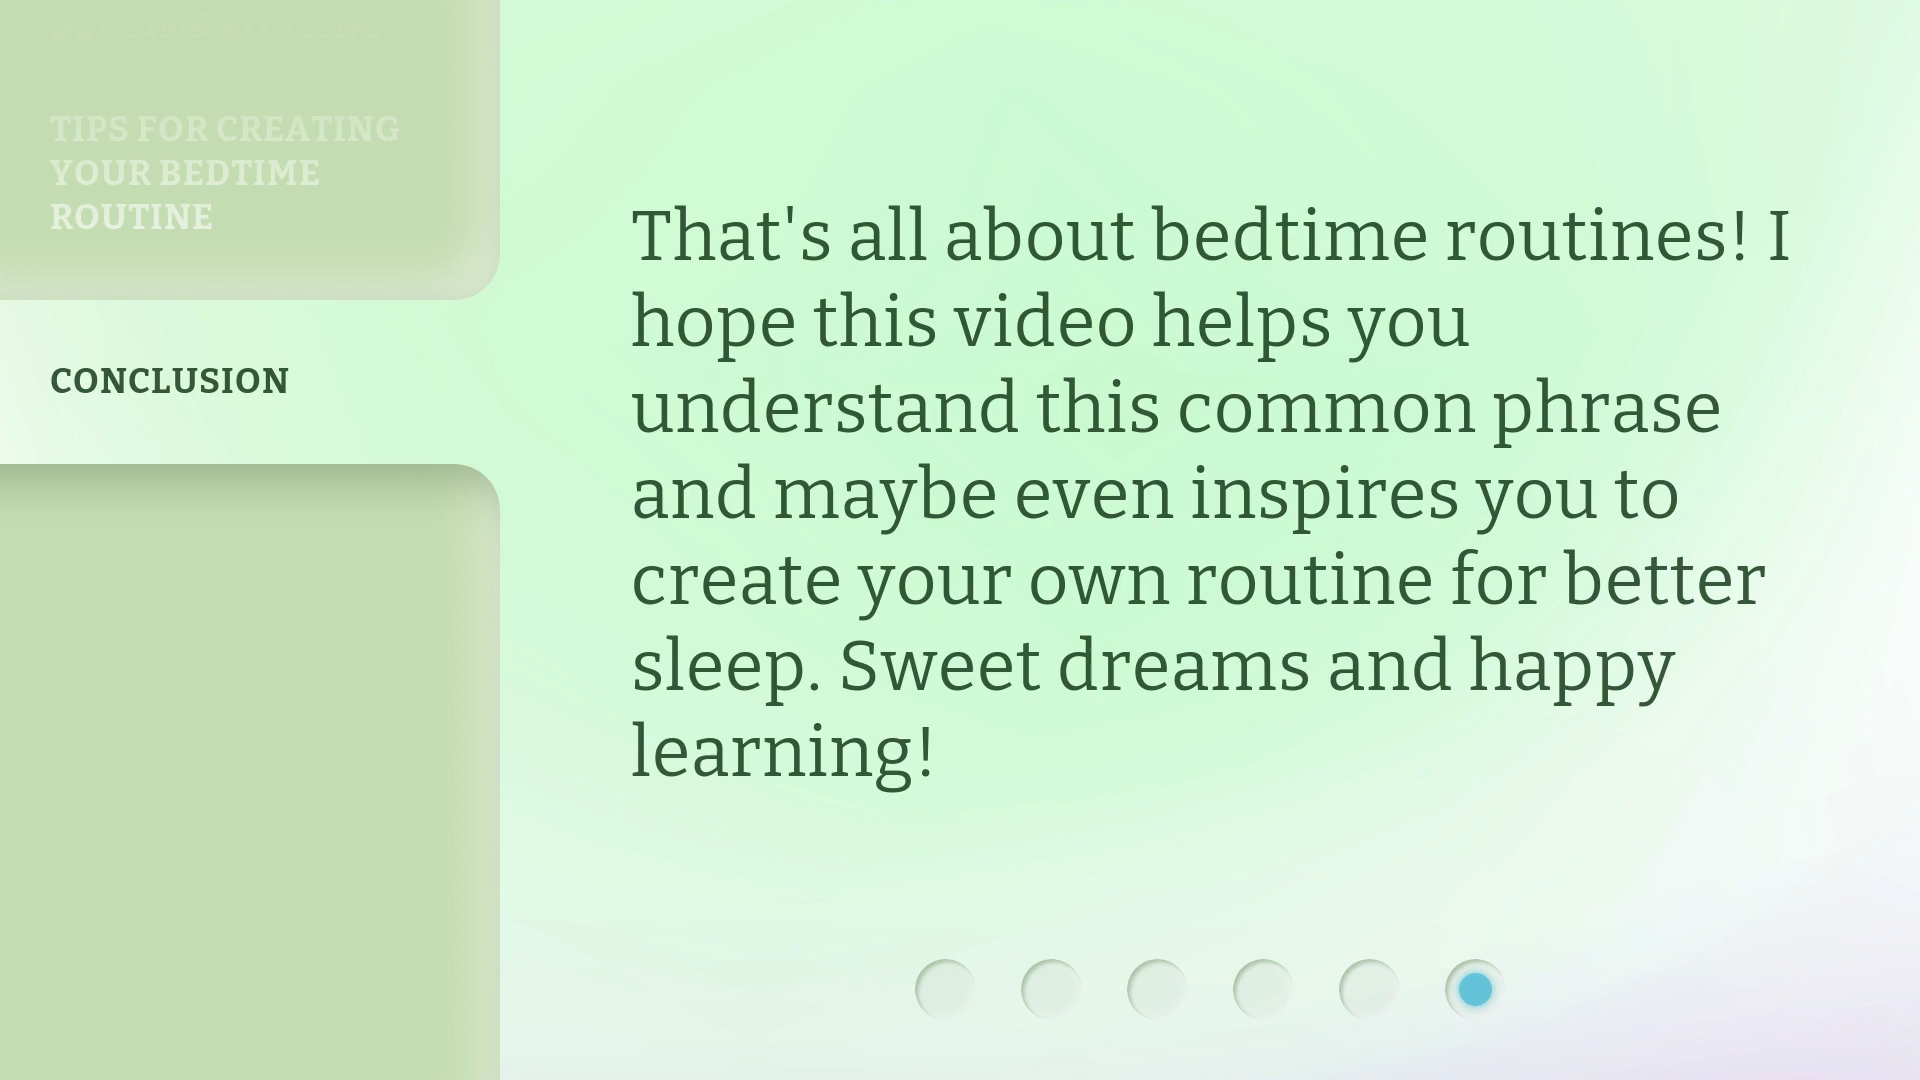 BEDTIME ROUTINE
TIPS FOR CREATING
YOUR BEDTIME
ROUTINE
CONCLUSION
That's all about bedtime routines! I
hope this video helps you
understand this common phrase
and maybe even inspires you to
create your own routine for better
sleep. Sweet dreams and happy
learning!